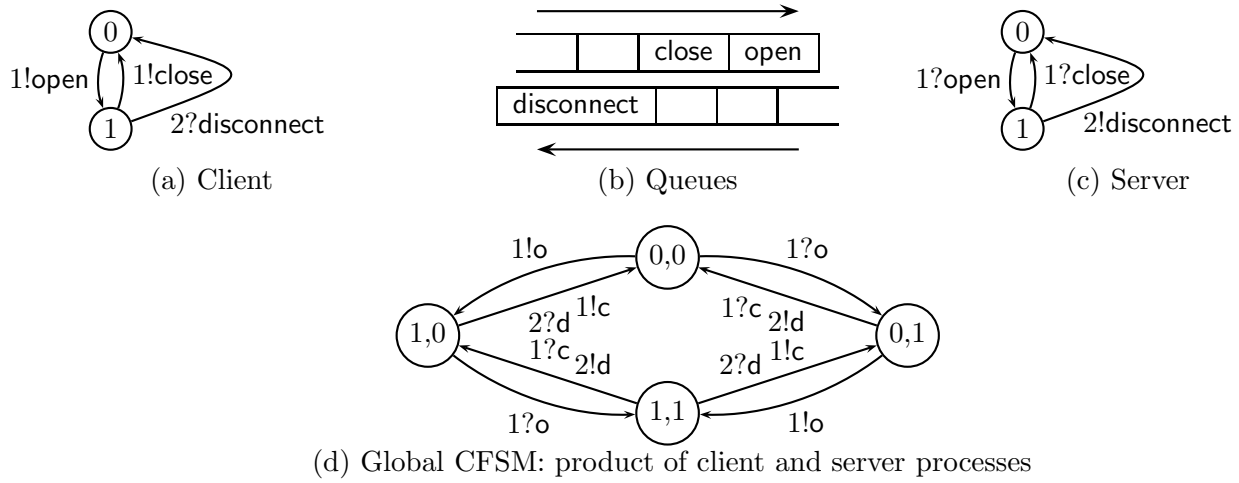 0
1!open
1!close
1
2?disconnect
(a) Client
close
open
disconnect
(b) Queues
0
1?open
1?close
1
2!disconnect
(c) Server
0,0
1!o
1?o
1!c
2?d
1?c
2!d
1,0
0,1
1?c
2!d
2?d
1!c
1,1
1?o
1!o
(d) Global CFSM: product of client and server processes